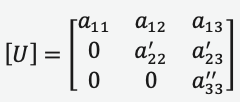 [U] = [a₁₁ a₁₂ a₁₃
0 a′₂₂ a′₂₃
0 0 a″₃₃]